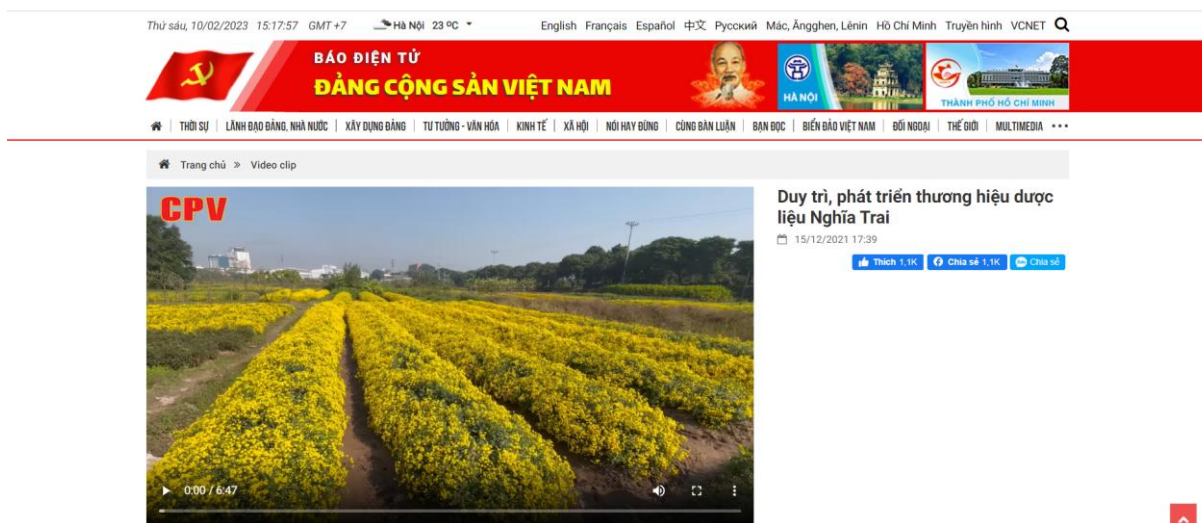 Thứ sáu, 10/02/2023 15:17:57 GMT+7 Hà Nội 23 ºC English Français Español 中文 Русский Mác, Ăngghen, Lênin Hồ Chí Minh Truyền hình VCNET
BÁO ĐIỆN TỬ
ĐẢNG CỘNG SẢN VIỆT NAM
HÀ NỘI
THÀNH PHỐ HỒ CHÍ MINH
THỜI SỰ LÃNH ĐẠO ĐẢNG, NHÀ NƯỚC XÂY DỰNG ĐẢNG TƯ TƯỞNG - VĂN HÓA KINH TẾ XÃ HỘI NÓI HAY ĐỪNG CÙNG BÀN LUẬN BẠN ĐỌC BIỂN ĐẢO VIỆT NAM ĐỐI NGOẠI THẾ GIỚI MULTIMEDIA
Trang chủ » Video clip
CPV
0:00 / 6:47
Duy trì, phát triển thương hiệu dược
liệu Nghĩa Trai
15/12/2021 17:39
Thích 1,1K Chia sẻ 1,1K Chia sẻ